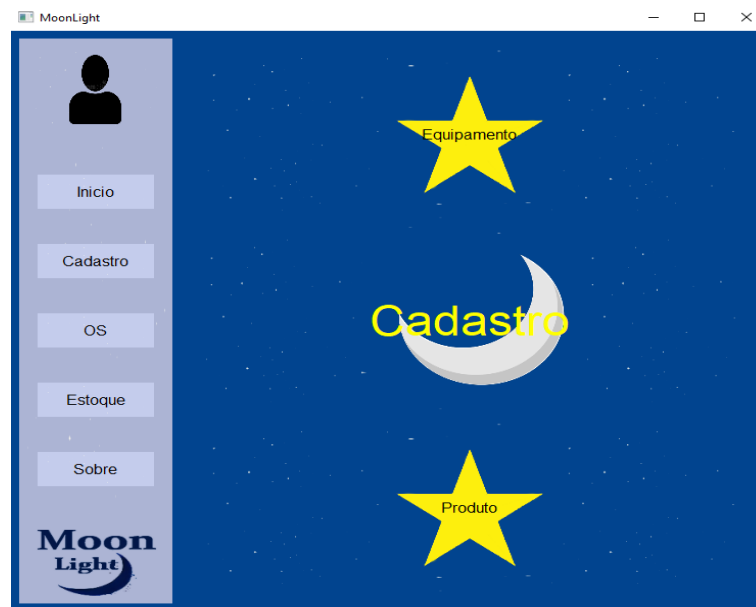 MoonLight
Inicio
Cadastro
OS
Estoque
Sobre
Moon
Light
Equipamento
Cadastro
Produto